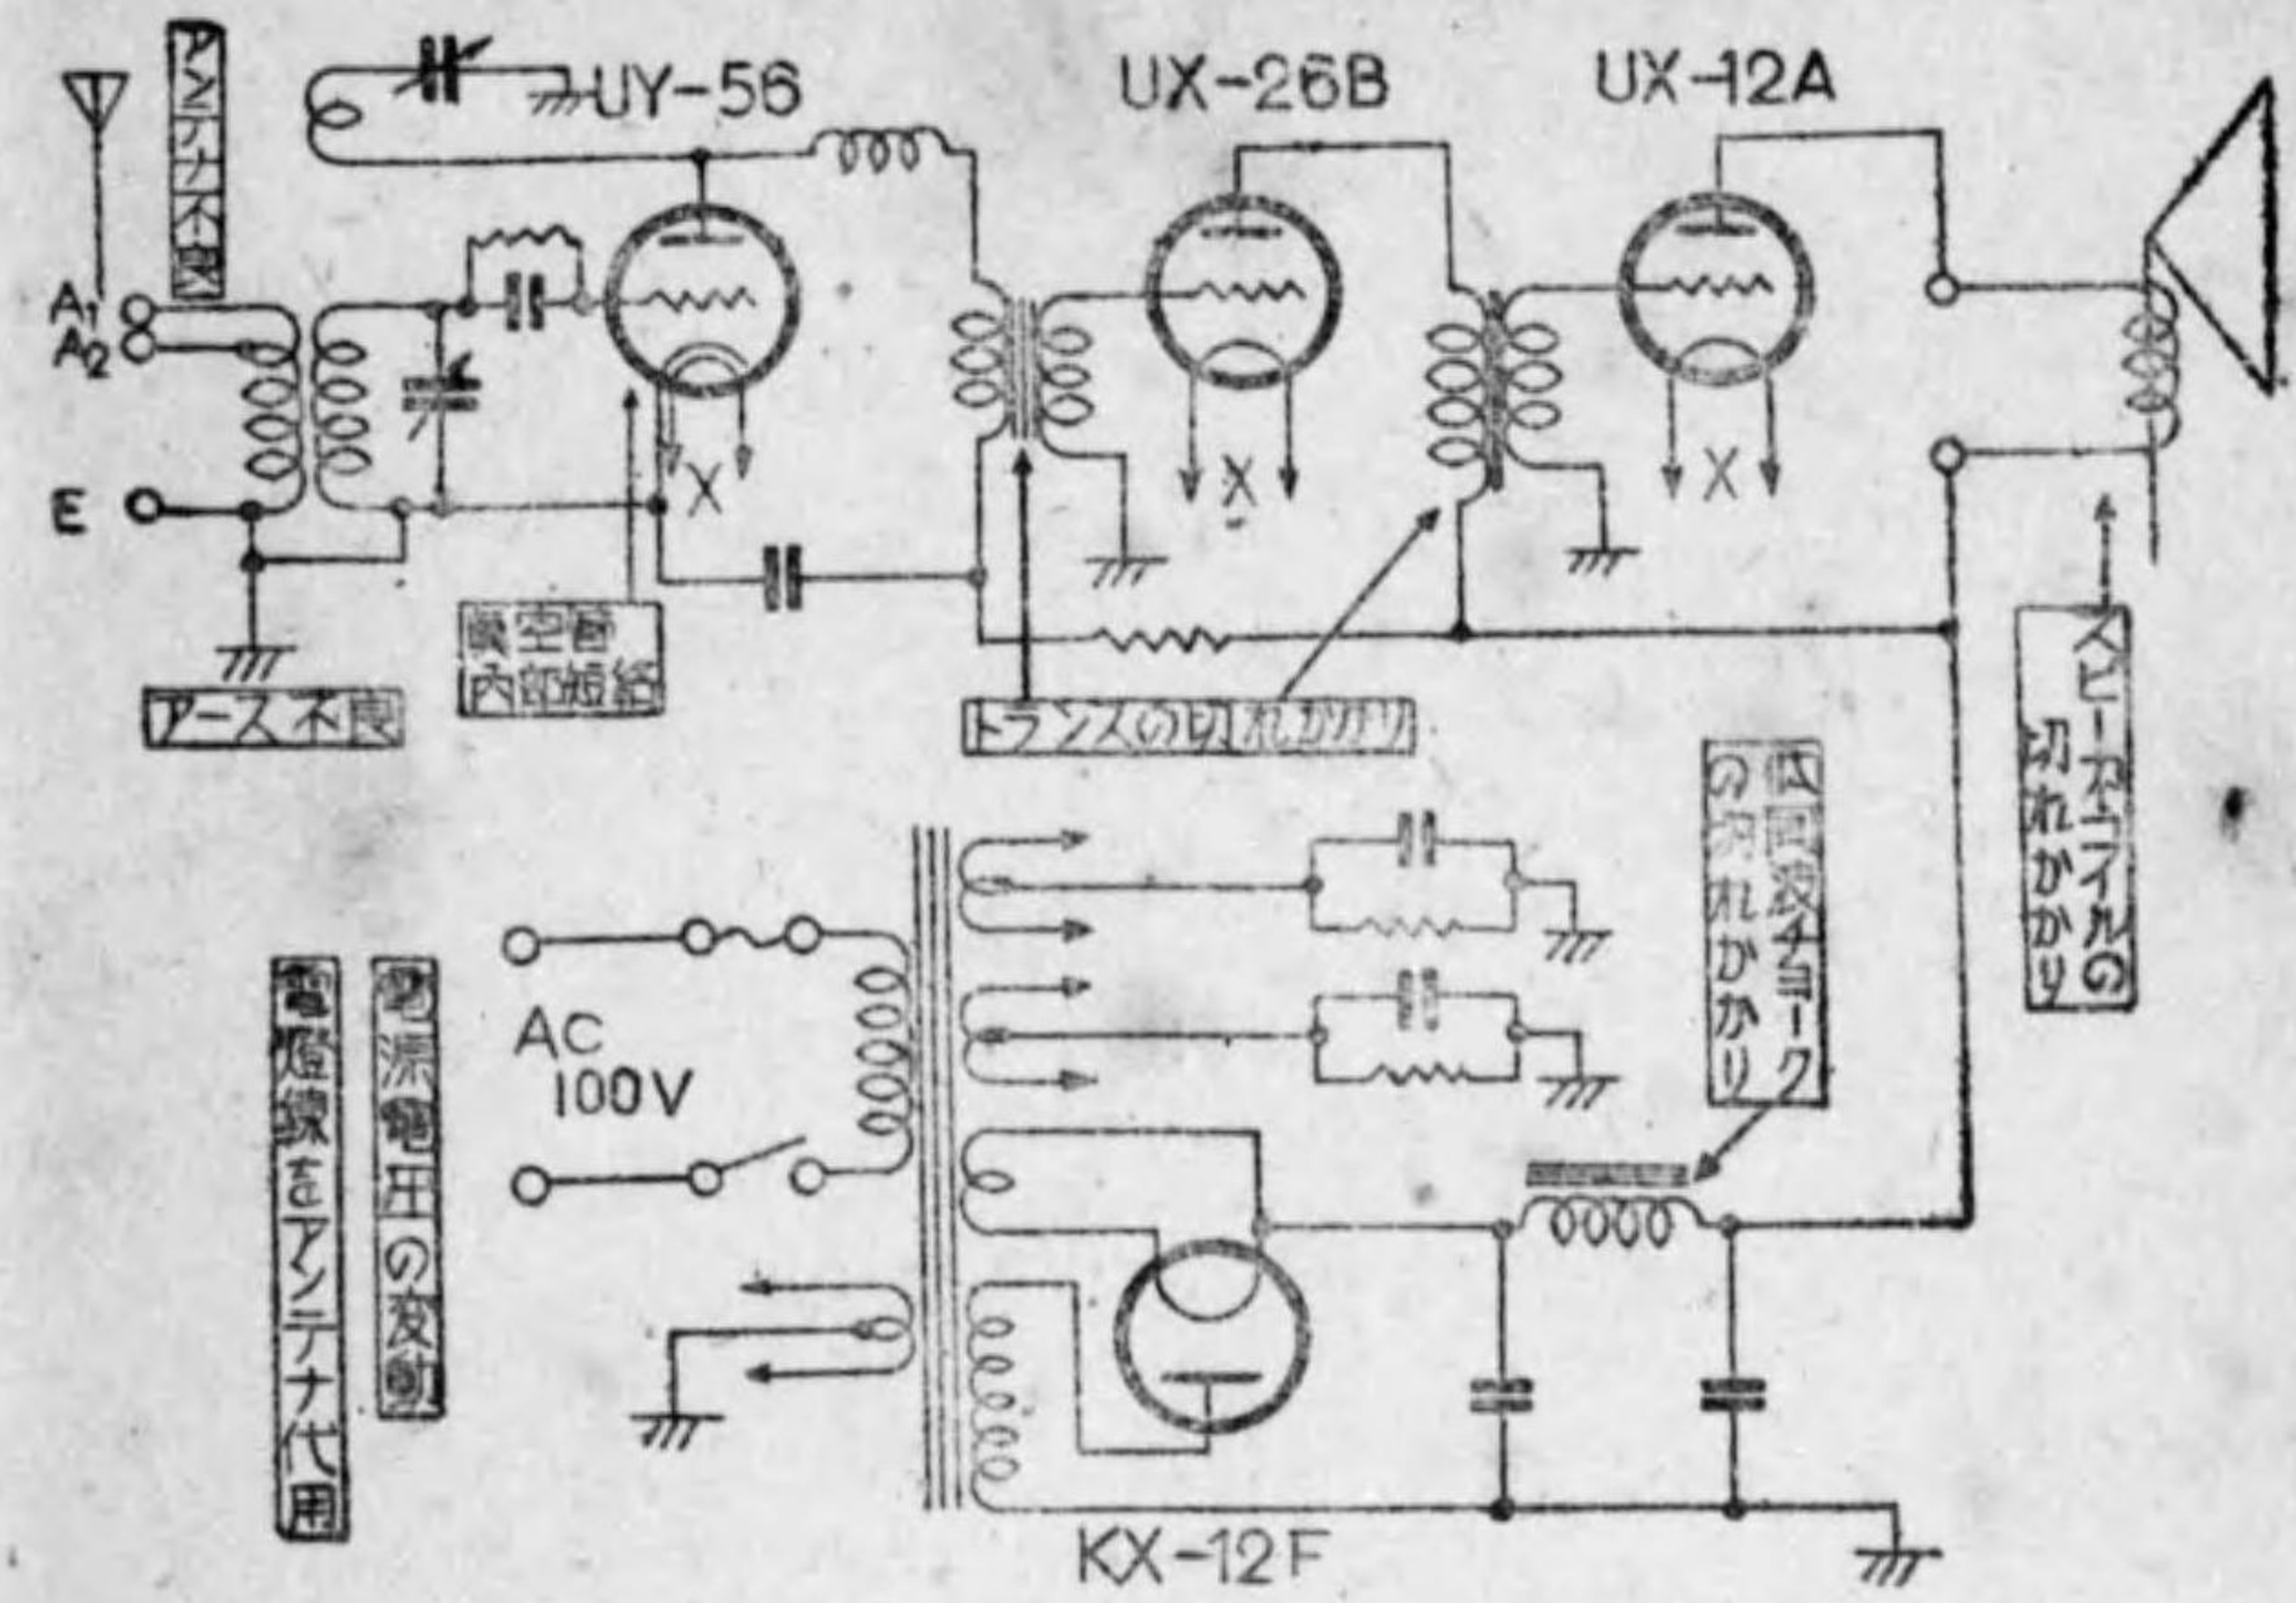 アンテナ不良
UY-56
UX-26B
UX-12A
A1
A2
E
X
X
X
真空管
内部短絡
アース不良
トランスの切れかかり
スピーカコイルの
切れかかり
低周波チョーク
の切れかかり
電源電圧の変動
電燈線をアンテナ代用
AC
100V
KX-12F